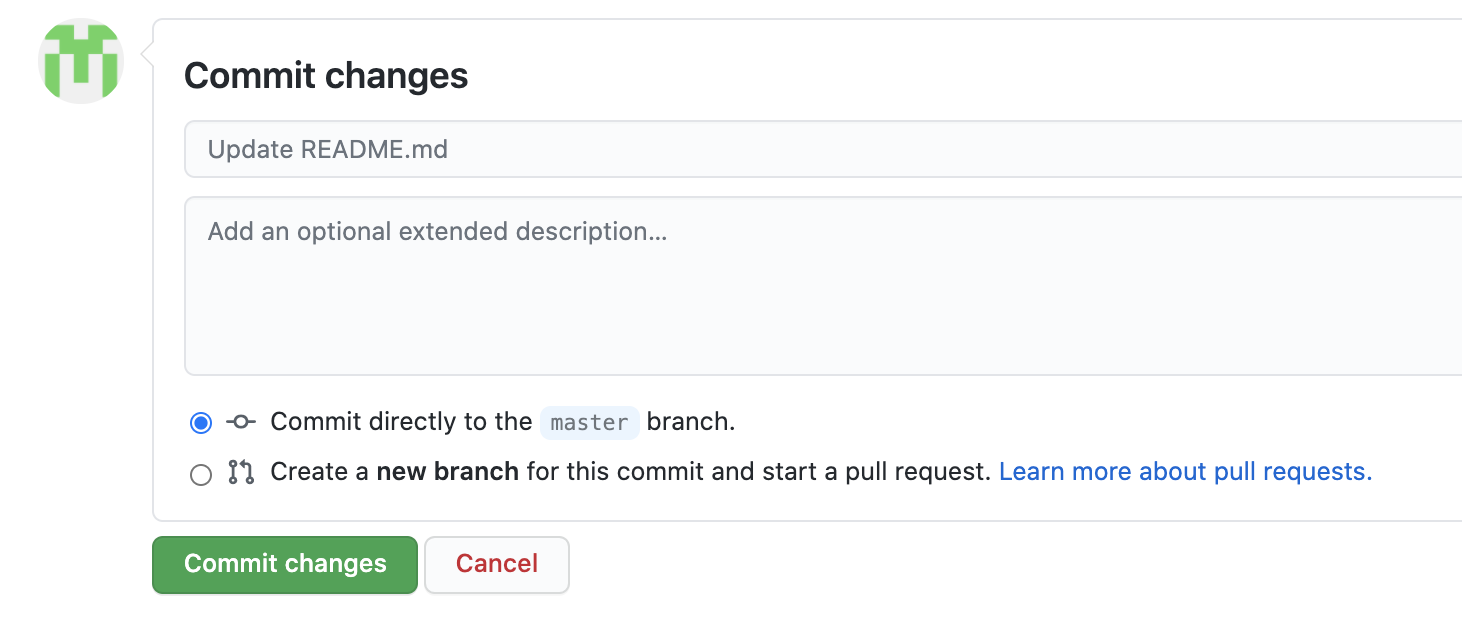 Commit changes
Update README.md
Add an optional extended description...
Commit directly to the master branch.
Create a new branch for this commit and start a pull request. Learn more about pull requests.
Commit changes Cancel